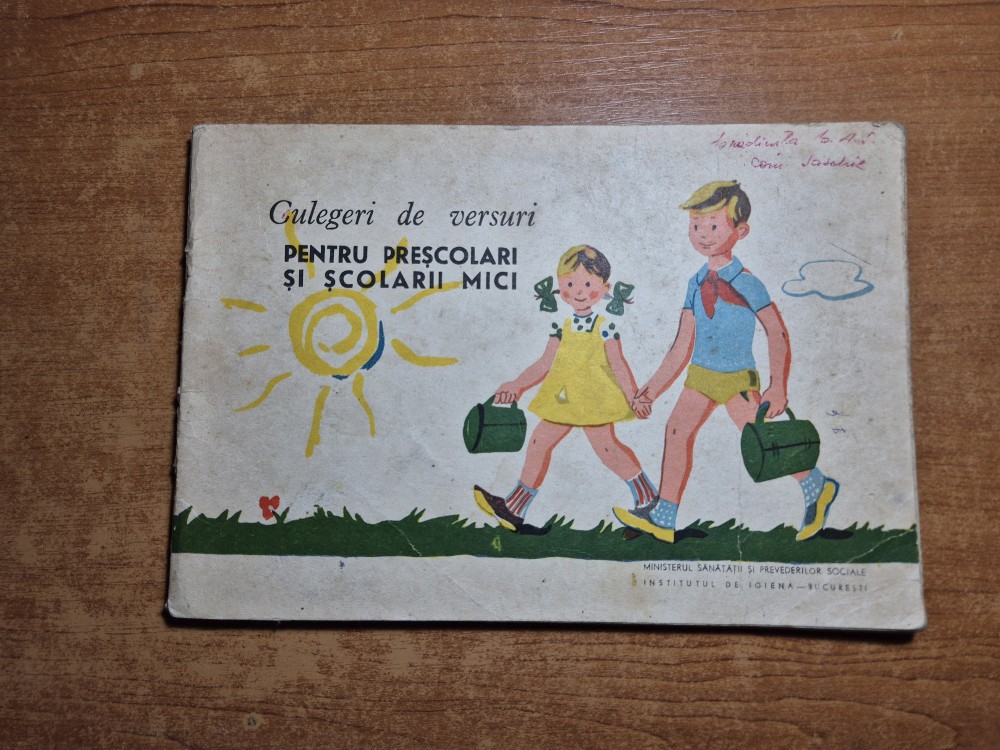 Culegeri de versuri
PENTRU PREȘCOLARI
ȘI ȘCOLARII MICI
MINISTERUL SĂNĂTĂȚII ȘI PREVEDERILOR SOCIALE
INSTITUTUL DE IGIENĂ — BUCUREȘTI